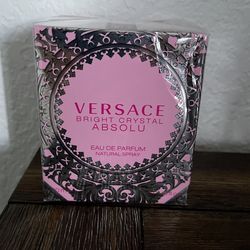 VERSACE
BRIGHT CRYSTAL
ABSOLU
EAU DE PARFUM
NATURAL SPRAY